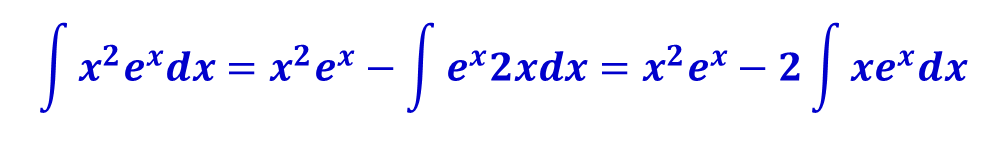 ∫ x²eˣdx = x²eˣ − ∫ eˣ2xdx = x²eˣ − 2 ∫ xeˣdx